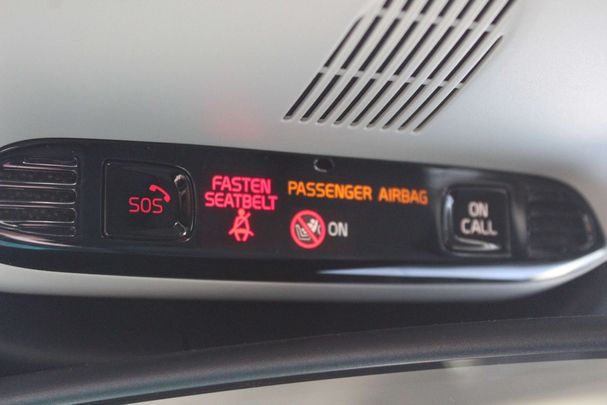 SOS
FASTEN
SEATBELT
PASSENGER AIRBAG
ON
ON
CALL